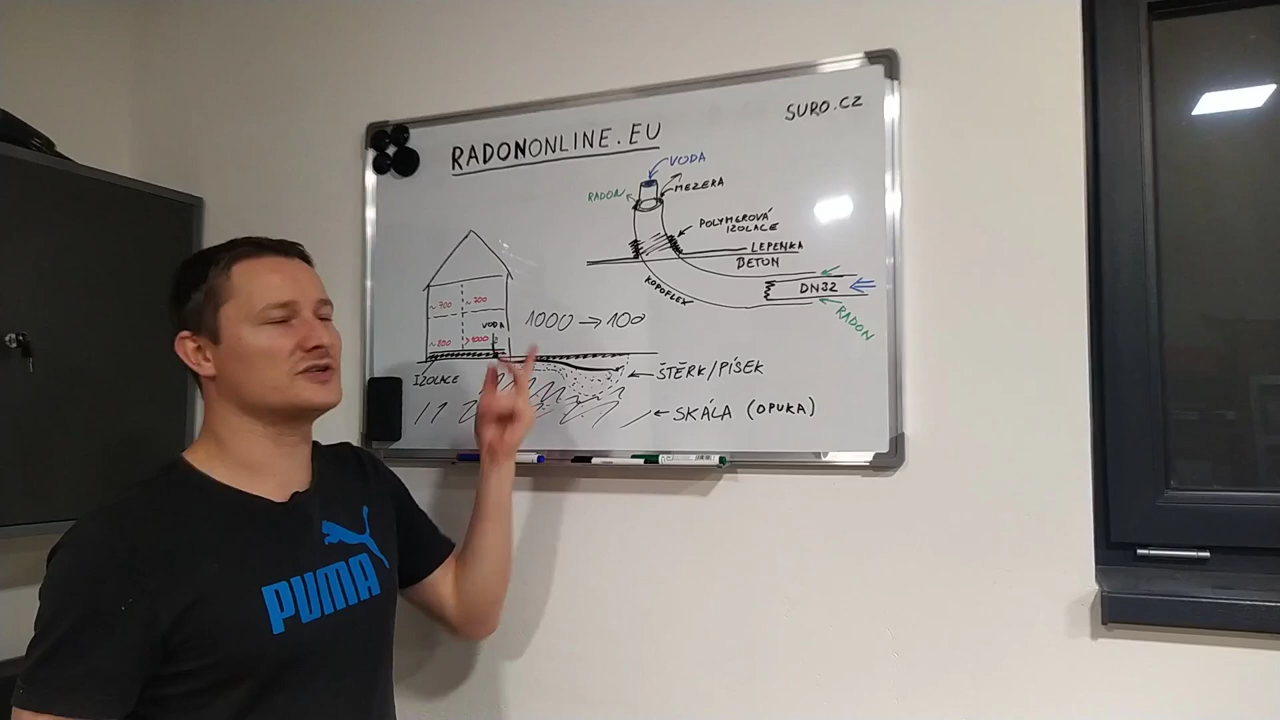 RADONONLINE.EU
SURO.CZ
VODA
RADON
MEZERA
POLYMEROVÁ
IZOLACE
LEPENKA
BETON
KOPOFLEX
DN32
RADON
~700
~700
VODA
~800
>1000
1000 → 100
IZOLACE
ŠTĚRK/PÍSEK
SKÁLA (OPUKA)
PUMA